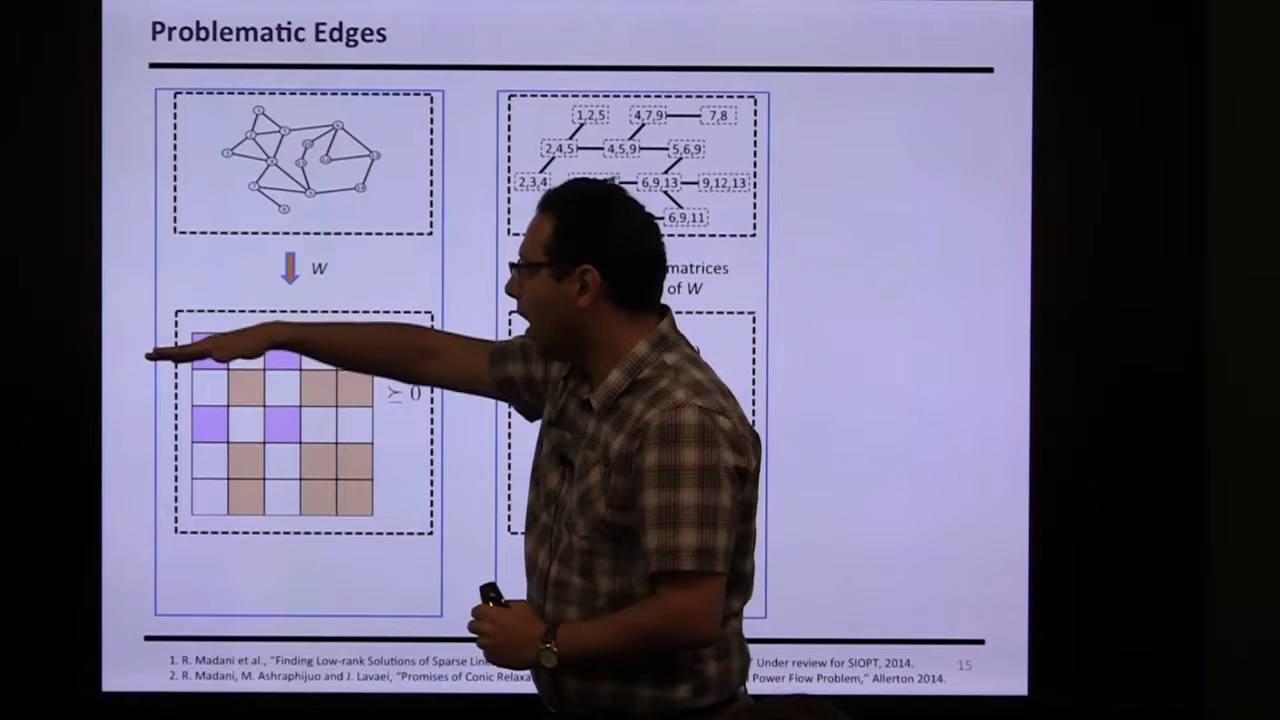 Problematic Edges
1,2,5
4,7,9
7,8
2,4,5
4,5,9
5,6,9
2,3,4
6,9,13
9,12,13
6,9,11
W
matrices
of W
⪰ 0
1. R. Madani et al., "Finding Low-rank Solutions of Sparse Line
Under review for SIOPT, 2014.
15
2. R. Madani, M. Ashraphijuo and J. Lavaei, "Promises of Conic Relaxa
Power Flow Problem," Allerton 2014.